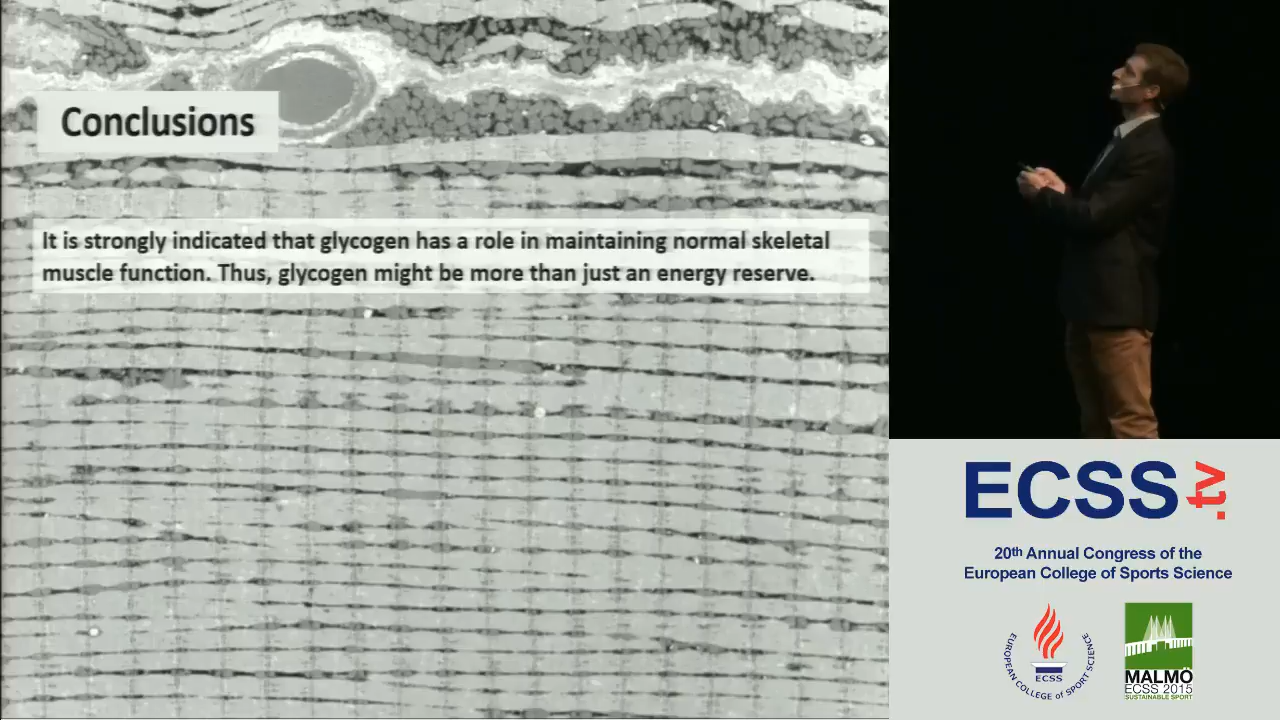 Conclusions
It is strongly indicated that glycogen has a role in maintaining normal skeletal
muscle function. Thus, glycogen might be more than just an energy reserve.
ECSS.tv
20th Annual Congress of the
European College of Sports Science
EUROPEAN COLLEGE of SPORT SCIENCE
ECSS
MALMÖ
ECSS 2015
SUSTAINABLE SPORT